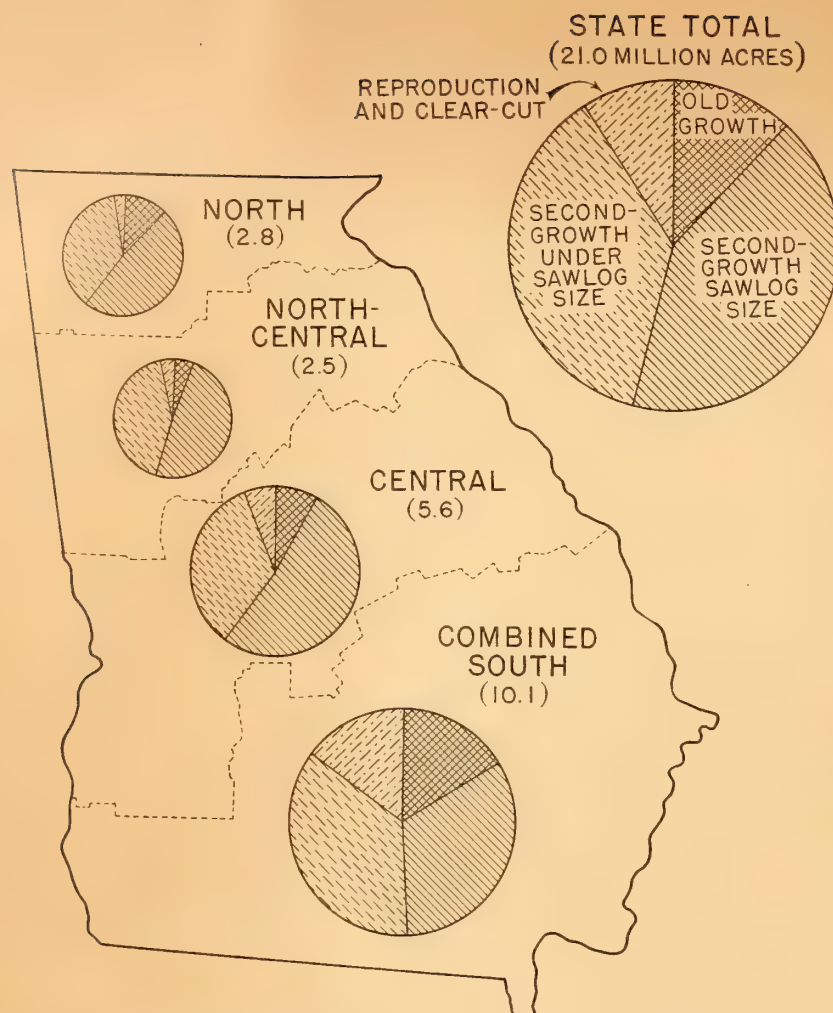 STATE TOTAL
(21.0 MILLION ACRES)
REPRODUCTION
AND CLEAR-CUT
OLD
GROWTH
SECOND-
GROWTH
UNDER
SAWLOG
SIZE
SECOND-
GROWTH
SAWLOG
SIZE
NORTH
(2.8)
NORTH-
CENTRAL
(2.5)
CENTRAL
(5.6)
COMBINED
SOUTH
(10.1)